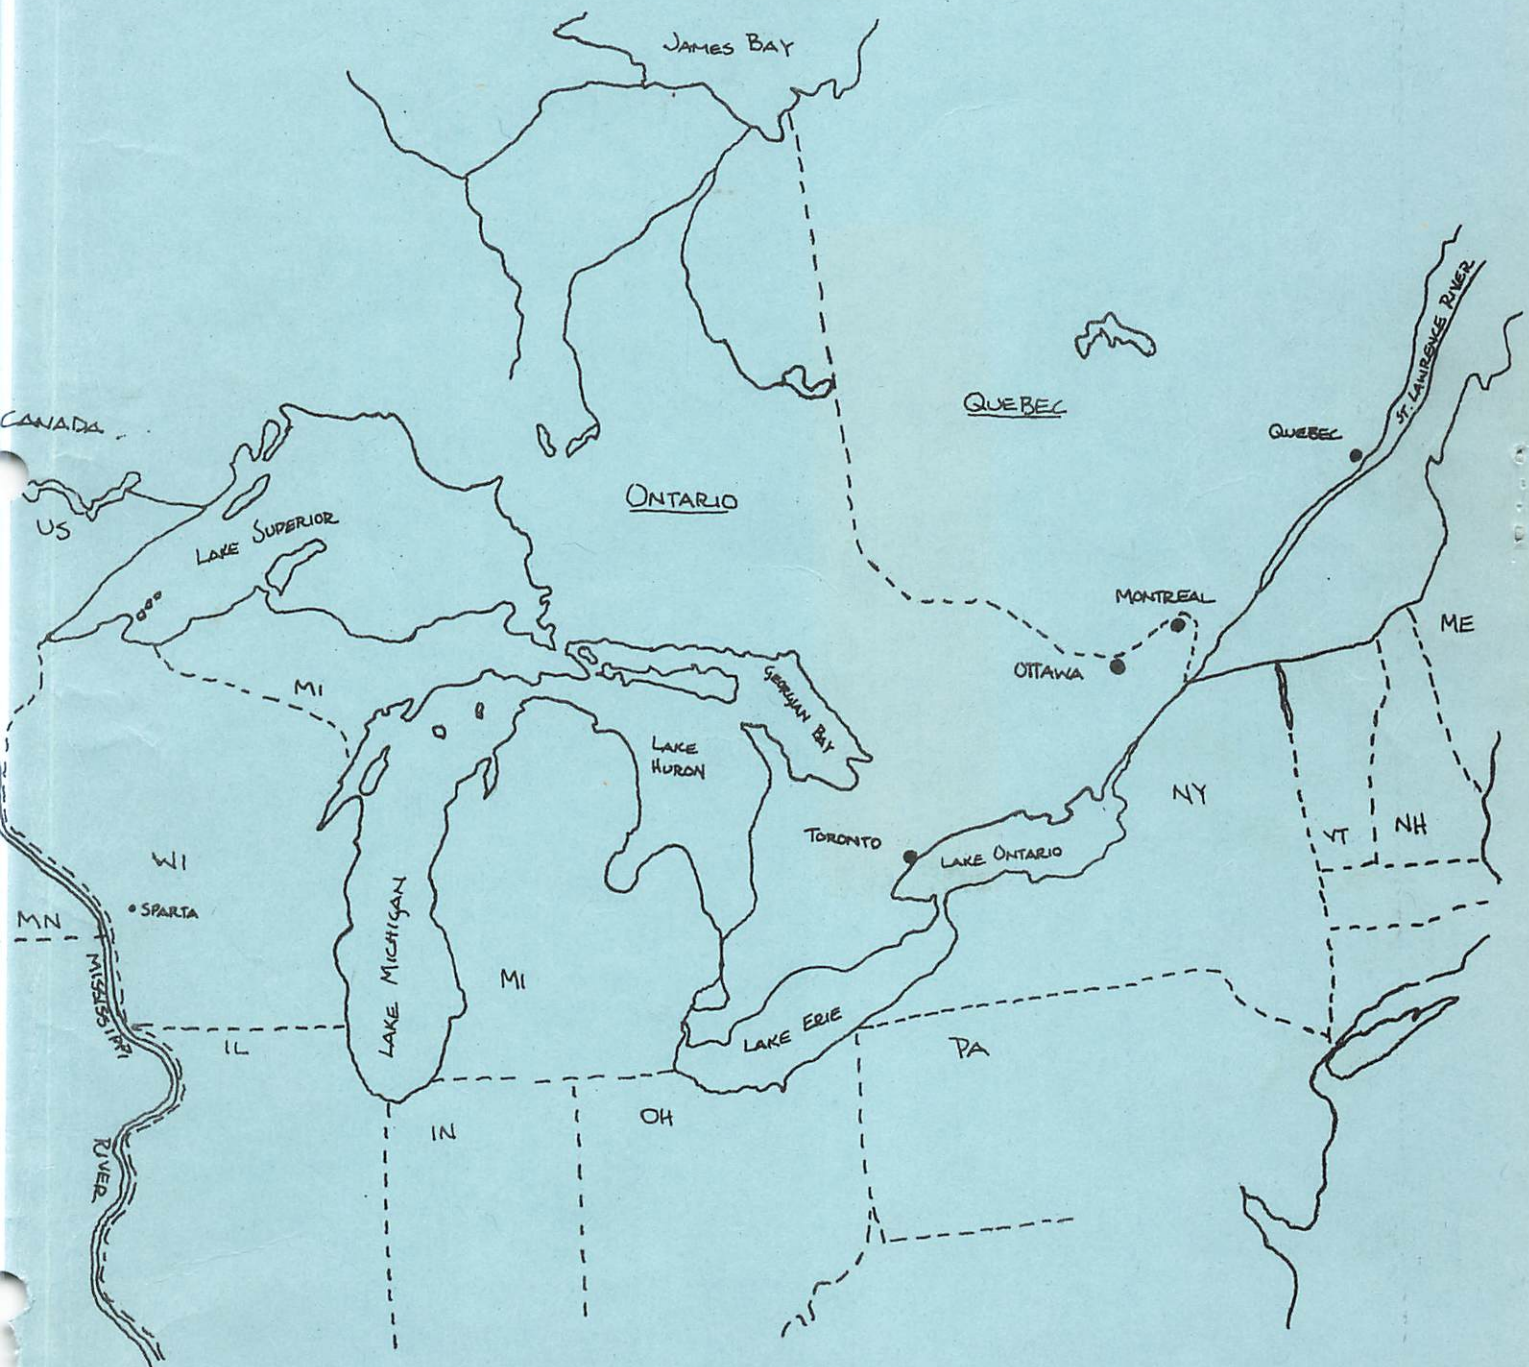 JAMES BAY
ST. LAWRENCE RIVER
QUEBEC
QUEBEC
CANADA
ONTARIO
US
LAKE SUPERIOR
MONTREAL
ME
OTTAWA
MI
GEORGIAN BAY
LAKE
HURON
NY
VT
NH
TORONTO
LAKE ONTARIO
WI
SPARTA
MN
LAKE MICHIGAN
MI
MISSISSIPPI
RIVER
LAKE ERIE
IL
PA
IN
OH